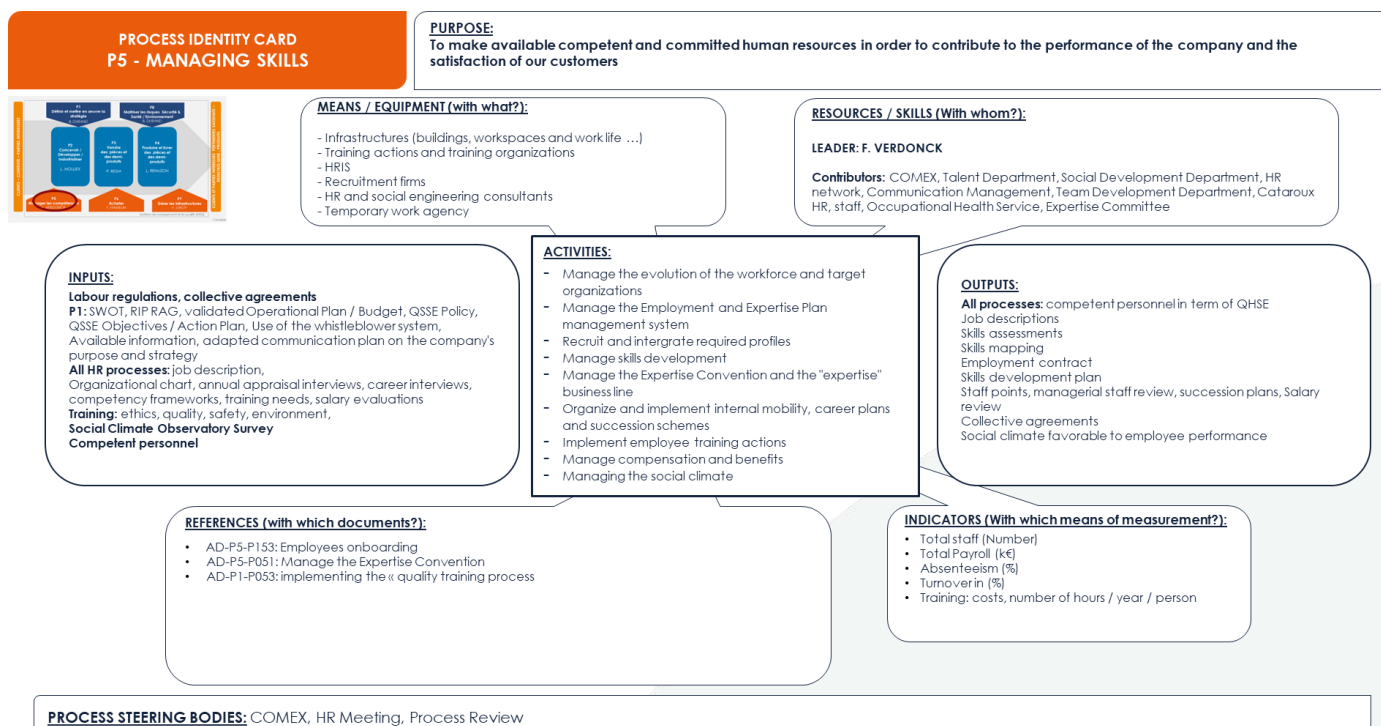 PROCESS IDENTITY CARD
P5 - MANAGING SKILLS
PURPOSE:
To make available competent and committed human resources in order to contribute to the performance of the company and the
satisfaction of our customers
MEANS / EQUIPMENT (with what?):
- Infrastructures (buildings, workspaces and work life ...)
- Training actions and training organizations
- HRIS
- Recruitment firms
- HR and social engineering consultants
- Temporary work agency
RESOURCES / SKILLS (With whom?):
LEADER: F. VERDONCK
Contributors: COMEX, Talent Department, Social Development Department, HR
network, Communication Management, Team Development Department, Cataroux
HR, staff, Occupational Health Service, Expertise Committee
INPUTS:
Labour regulations, collective agreements
P1: SWOT, RIP RAG, validated Operational Plan / Budget, QSSE Policy,
QSSE Objectives / Action Plan, Use of the whistleblower system,
Available information, adapted communication plan on the company's
purpose and strategy
All HR processes: job description,
Organizational chart, annual appraisal interviews, career interviews,
competency frameworks, training needs, salary evaluations
Training: ethics, quality, safety, environment,
Social Climate Observatory Survey
Competent personnel
ACTIVITIES:
- Manage the evolution of the workforce and target
organizations
- Manage the Employment and Expertise Plan
management system
- Recruit and intergrate required profiles
- Manage skills development
- Manage the Expertise Convention and the "expertise"
business line
- Organize and implement internal mobility, career plans
and succession schemes
- Implement employee training actions
- Manage compensation and benefits
- Managing the social climate
OUTPUTS:
All processes: competent personnel in term of QHSE
Job descriptions
Skills assessments
Skills mapping
Employment contract
Skills development plan
Staff points, managerial staff review, succession plans, Salary
review
Collective agreements
Social climate favorable to employee performance
REFERENCES (with which documents?):
• AD-P5-P153: Employees onboarding
• AD-P5-P051: Manage the Expertise Convention
• AD-P1-P053: implementing the « quality training process
INDICATORS (With which means of measurement?):
• Total staff (Number)
• Total Payroll (k€)
• Absenteeism (%)
• Turnover in (%)
• Training: costs, number of hours / year / person
PROCESS STEERING BODIES: COMEX, HR Meeting, Process Review